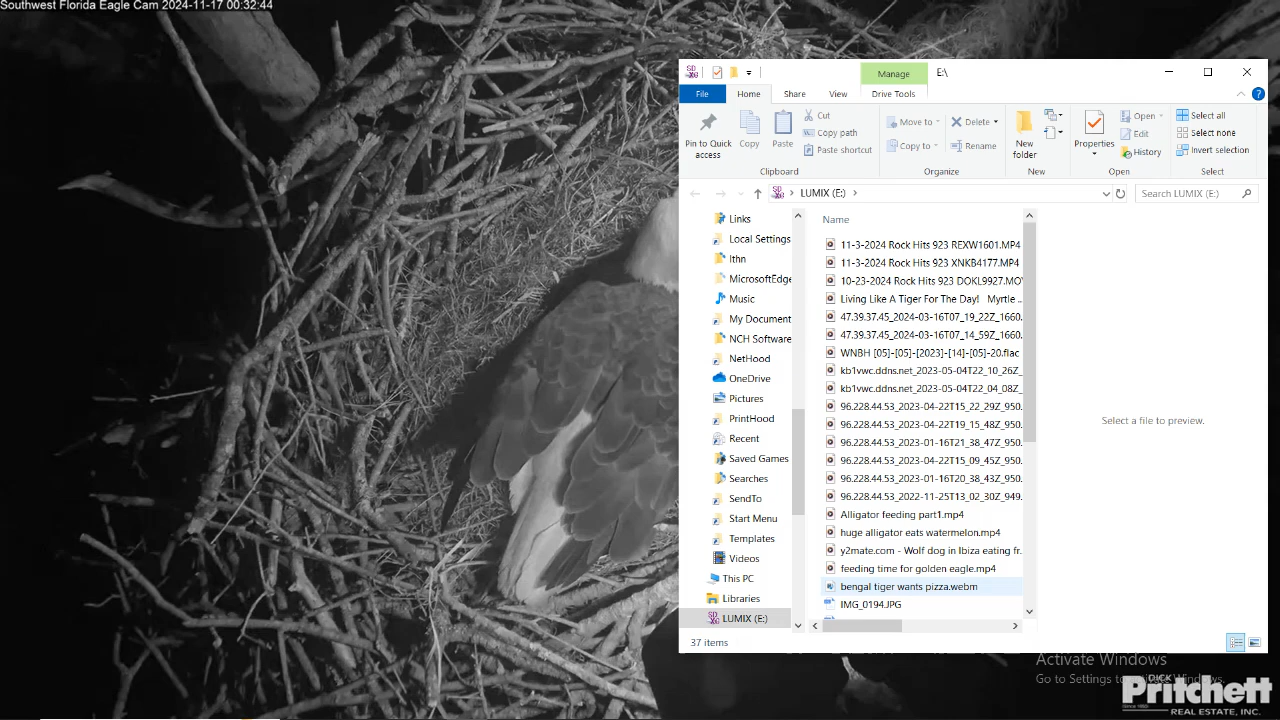 Southwest Florida Eagle Cam 2024-11-17 00:32:44
Manage
E:\
File
Home
Share
View
Drive Tools
Pin to Quick access
Copy
Paste
Cut
Copy path
Paste shortcut
Clipboard
Move to
Copy to
Delete
Rename
Organize
New folder
New
Properties
Open
Edit
History
Open
Select all
Select none
Invert selection
Select
LUMIX (E:)
Search LUMIX (E:)
Links
Local Settings
lthn
MicrosoftEdge
Music
My Document
NCH Software
NetHood
OneDrive
Pictures
PrintHood
Recent
Saved Games
Searches
SendTo
Start Menu
Templates
Videos
This PC
Libraries
LUMIX (E:)
Name
11-3-2024 Rock Hits 923 REXW1601.MP4
11-3-2024 Rock Hits 923 XNKB4177.MP4
10-23-2024 Rock Hits 923 DOKL9927.MOV
Living Like A Tiger For The Day! Myrtle ...
47.39.37.45_2024-03-16T07_19_22Z_1660.
47.39.37.45_2024-03-16T07_14_59Z_1660.
WNBH [05]-[05]-[2023]-[14]-[05]-20.flac
kb1vwc.ddns.net_2023-05-04T22_10_26Z_
kb1vwc.ddns.net_2023-05-04T22_04_08Z_
96.228.44.53_2023-04-22T15_22_29Z_950.
96.228.44.53_2023-04-22T19_15_48Z_950.
96.228.44.53_2023-01-16T21_38_47Z_950.
96.228.44.53_2023-04-22T15_09_45Z_950.
96.228.44.53_2023-01-16T20_38_43Z_950.
96.228.44.53_2022-11-25T13_02_30Z_949.
Alligator feeding part1.mp4
huge alligator eats watermelon.mp4
y2mate.com - Wolf dog in Ibiza eating fr.
feeding time for golden eagle.mp4
bengal tiger wants pizza.webm
IMG_0194.JPG
Select a file to preview.
37 items
Activate Windows
Go to Settings to activate Windows.
DICK
Pritchett
REAL ESTATE, INC.